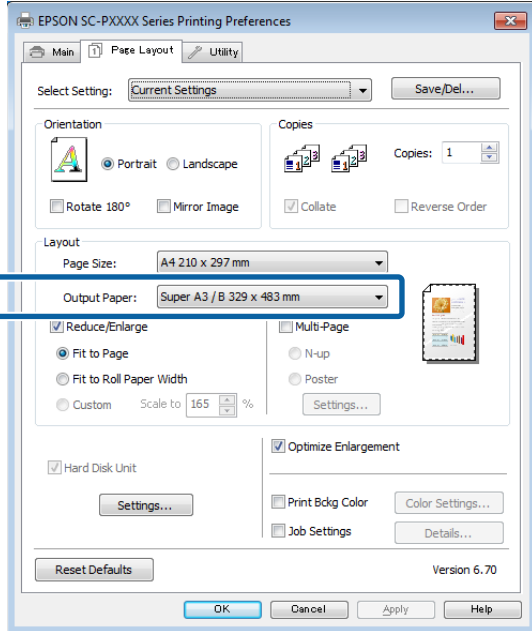 EPSON SC-PXXXX Series Printing Preferences
Main Page Layout Utility
Select Setting: Current Settings Save/Del...
Orientation Copies
Portrait Landscape Copies: 1
Rotate 180° Mirror Image Collate Reverse Order
Layout
Page Size: A4 210 x 297 mm
Output Paper: Super A3 / B 329 x 483 mm
Reduce/Enlarge Multi-Page
Fit to Page N-up
Fit to Roll Paper Width Poster
Custom Scale to 165 % Settings...
Optimize Enlargement
Hard Disk Unit
Settings... Print Bckg Color Color Settings...
Job Settings Details...
Reset Defaults Version 6.70
OK Cancel Apply Help